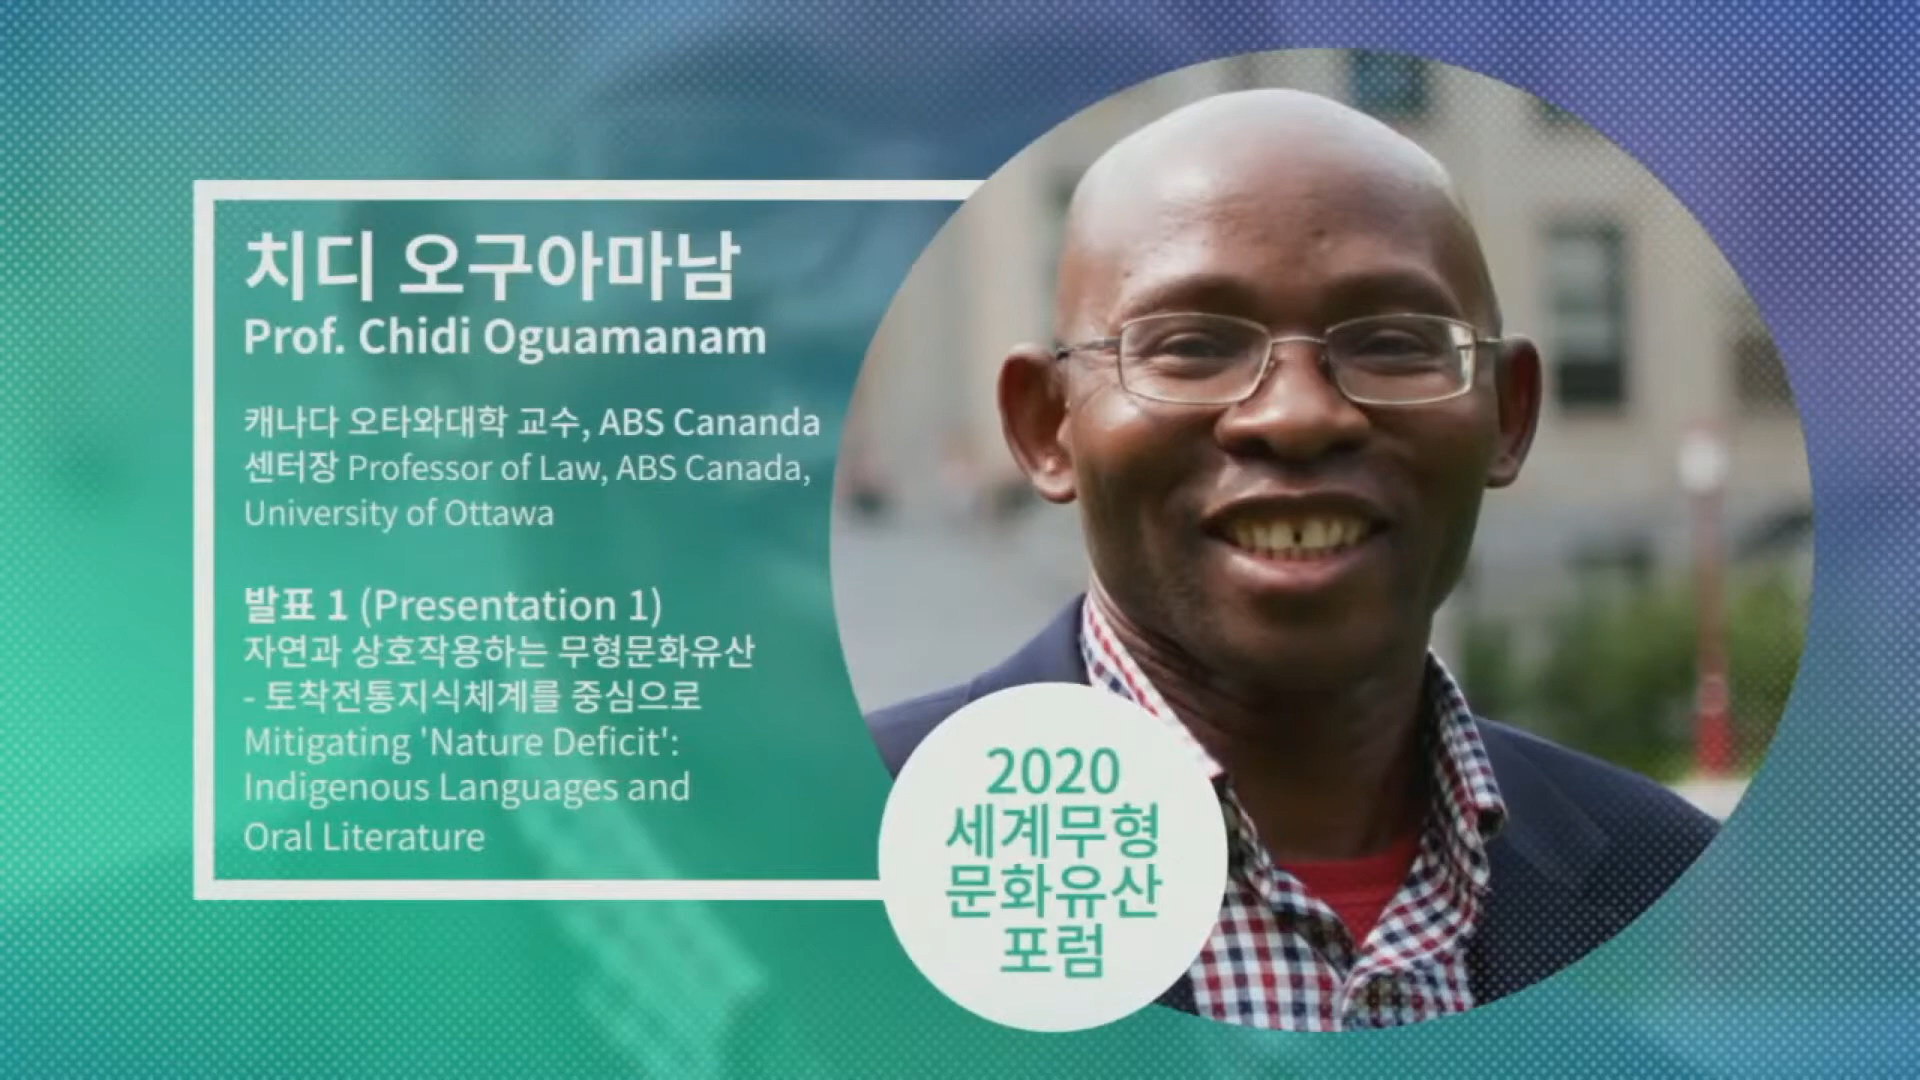 치디 오구아마남
Prof. Chidi Oguamanam
캐나다 오타와대학 교수, ABS Cananda
센터장 Professor of Law, ABS Canada,
University of Ottawa
발표 1 (Presentation 1)
자연과 상호작용하는 무형문화유산
- 토착전통지식체계를 중심으로
Mitigating 'Nature Deficit':
Indigenous Languages and
Oral Literature
2020
세계무형
문화유산
포럼